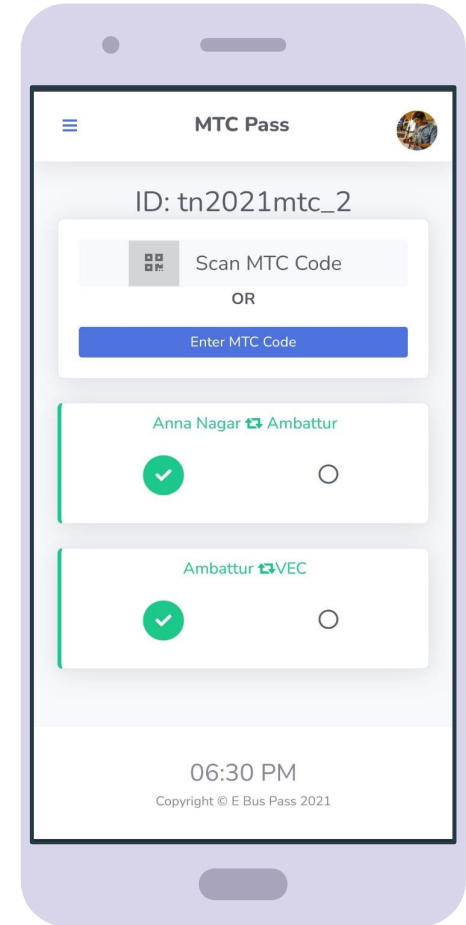 MTC Pass
ID: tn2021mtc_2
Scan MTC Code
OR
Enter MTC Code
Anna Nagar Ambattur
Ambattur VEC
06:30 PM
Copyright © E Bus Pass 2021